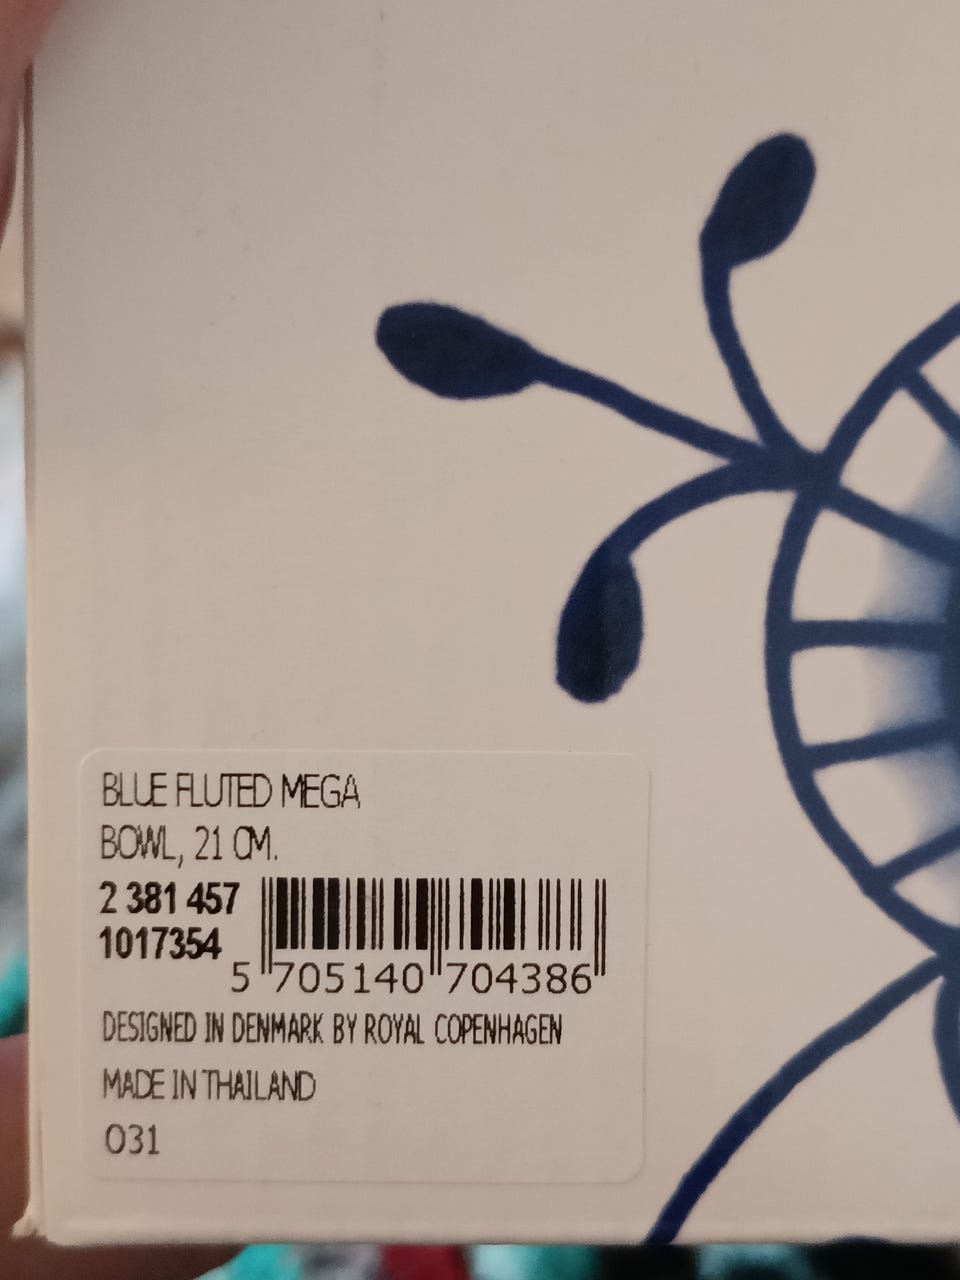 BLUE FLUTED MEGA
BOWL, 21 CM.
2 381 457
1017354
5 705140 704386
DESIGNED IN DENMARK BY ROYAL COPENHAGEN
MADE IN THAILAND
031